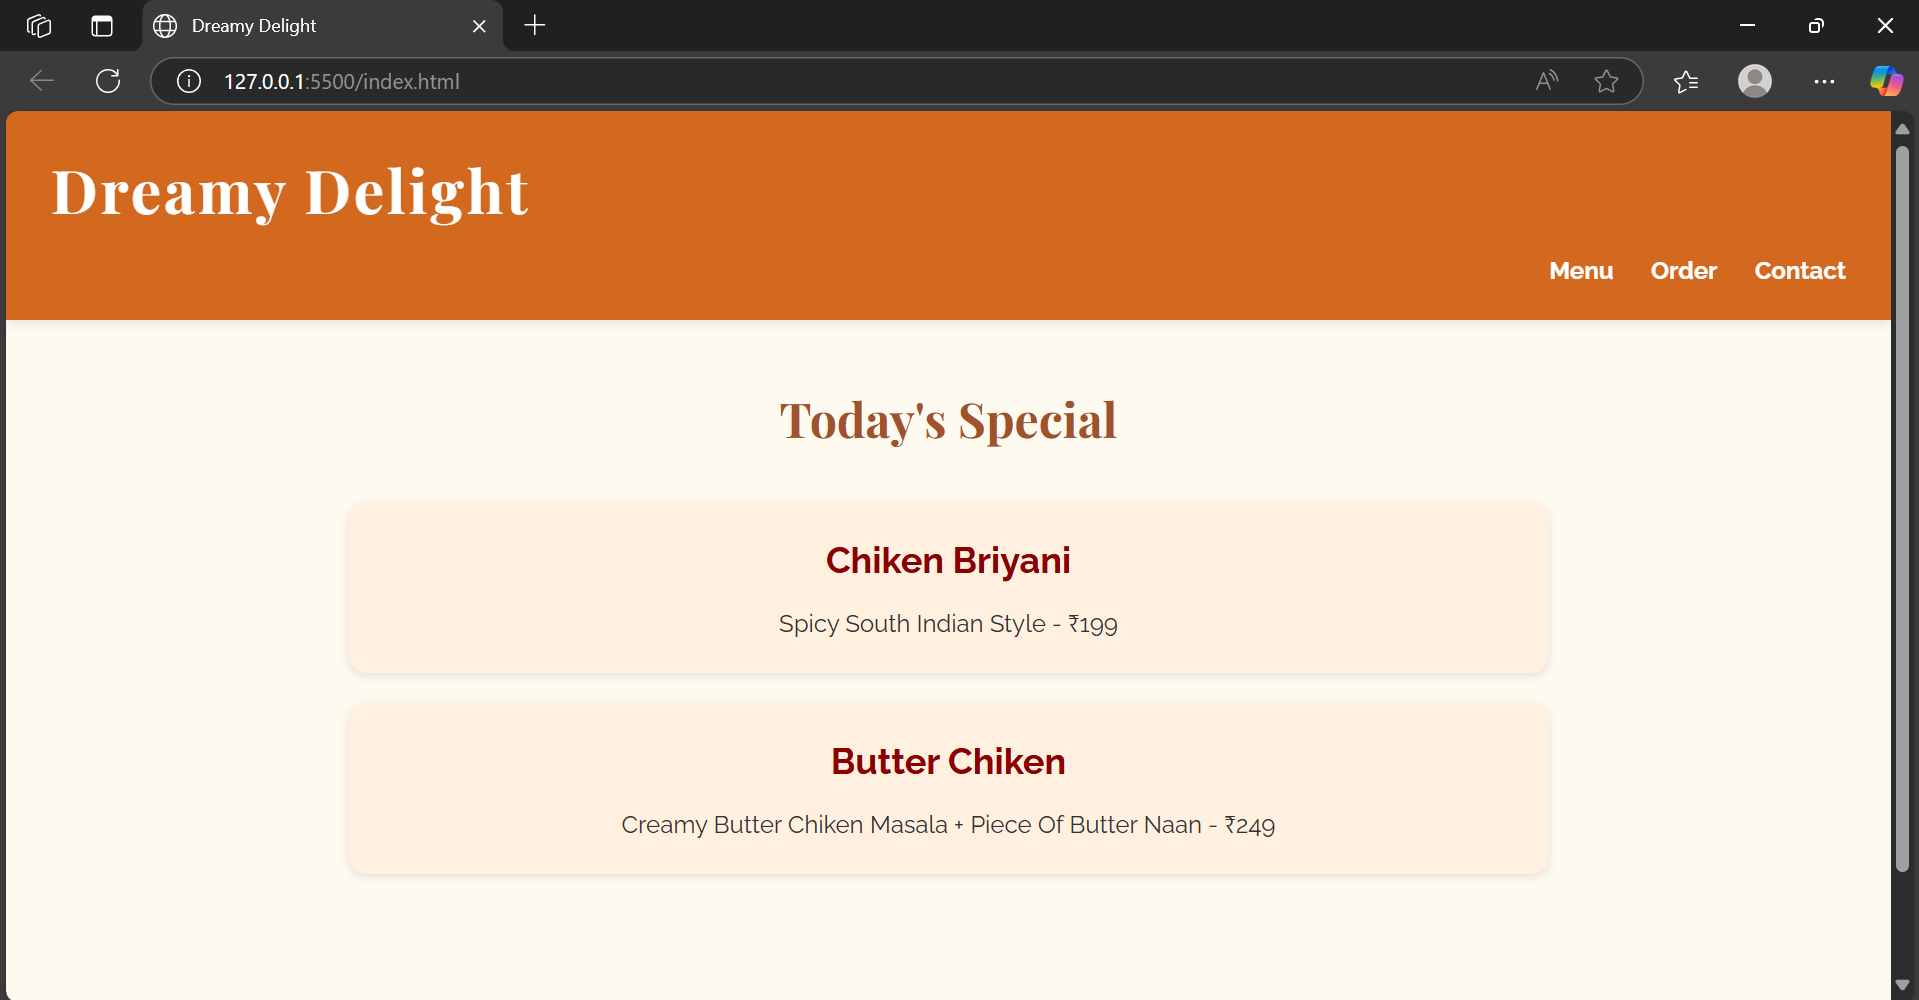 Dreamy Delight
127.0.0.1:5500/index.html
Dreamy Delight
Menu Order Contact
Today's Special
Chiken Briyani
Spicy South Indian Style - ₹199
Butter Chiken
Creamy Butter Chiken Masala + Piece Of Butter Naan - ₹249